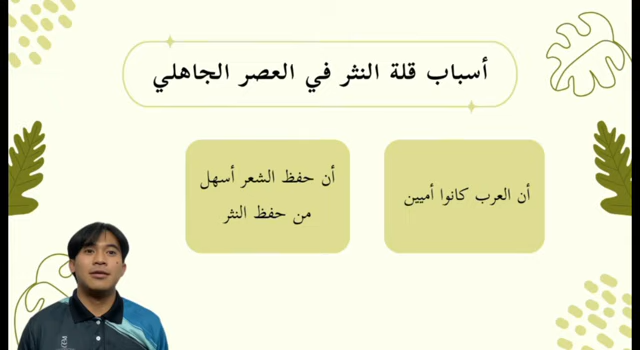 أسباب قلة النثر في العصر الجاهلي
أن العرب كانوا أميين
أن حفظ الشعر أسهل
من حفظ النثر